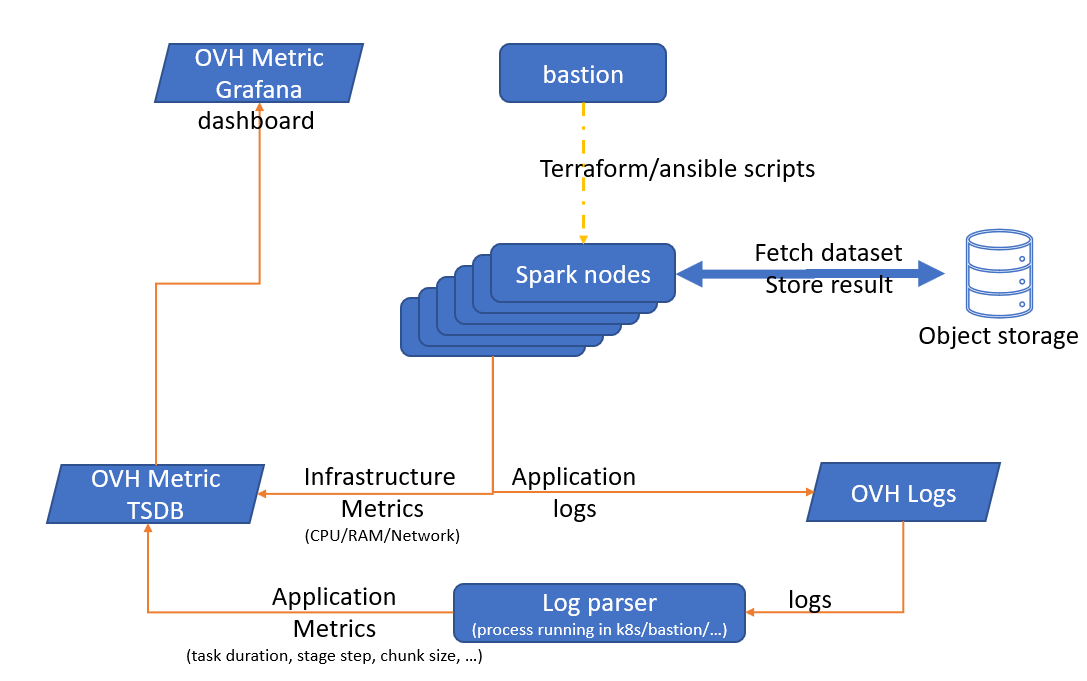 OVH Metric
Grafana
dashboard
bastion
Terraform/ansible scripts
Spark nodes
Fetch dataset
Store result
Object storage
OVH Metric
TSDB
Infrastructure
Metrics
(CPU/RAM/Network)
Application
logs
OVH Logs
Application
Metrics
(task duration, stage step, chunk size, ...)
Log parser
(process running in k8s/bastion/...)
logs